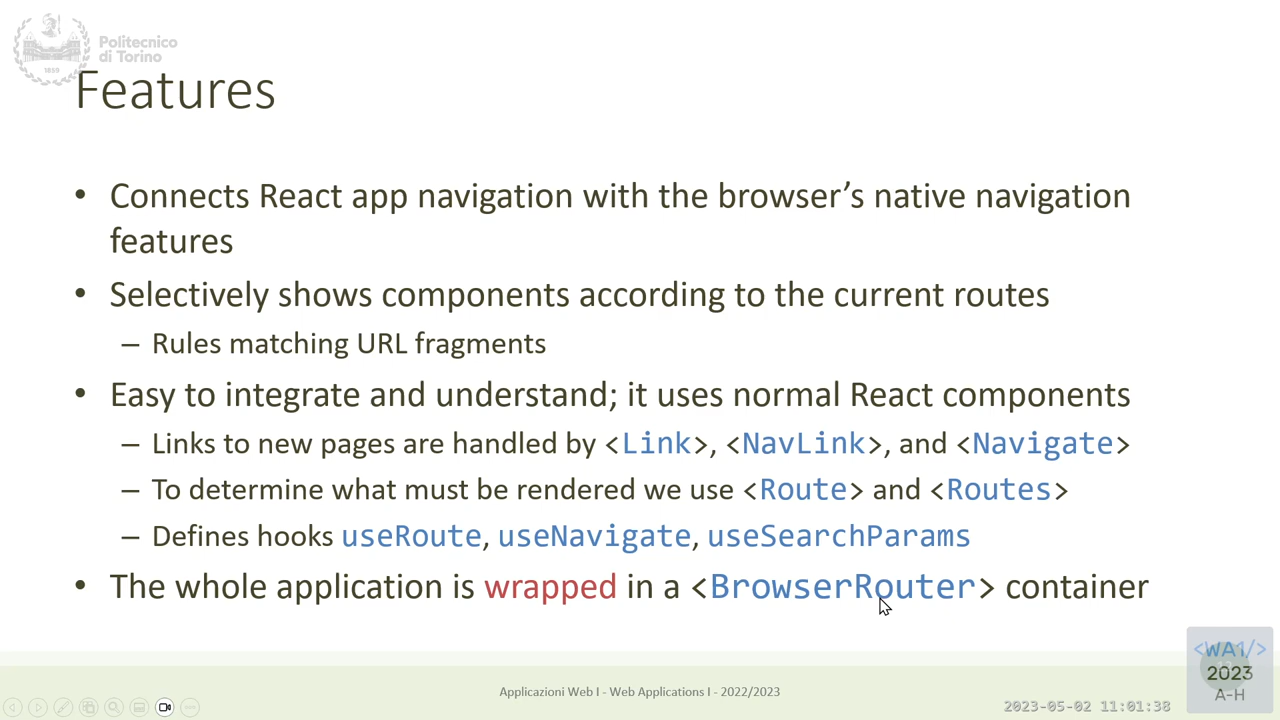 Politecnico
di Torino
1859
Features
• Connects React app navigation with the browser's native navigation
features
• Selectively shows components according to the current routes
– Rules matching URL fragments
• Easy to integrate and understand; it uses normal React components
– Links to new pages are handled by <Link>, <NavLink>, and <Navigate>
– To determine what must be rendered we use <Route> and <Routes>
– Defines hooks useRoute, useNavigate, useSearchParams
• The whole application is wrapped in a <BrowserRouter> container
Applicazioni Web I - Web Applications I - 2022/2023
2023-05-02 11:01:38
<WA1/>
2023
A-H